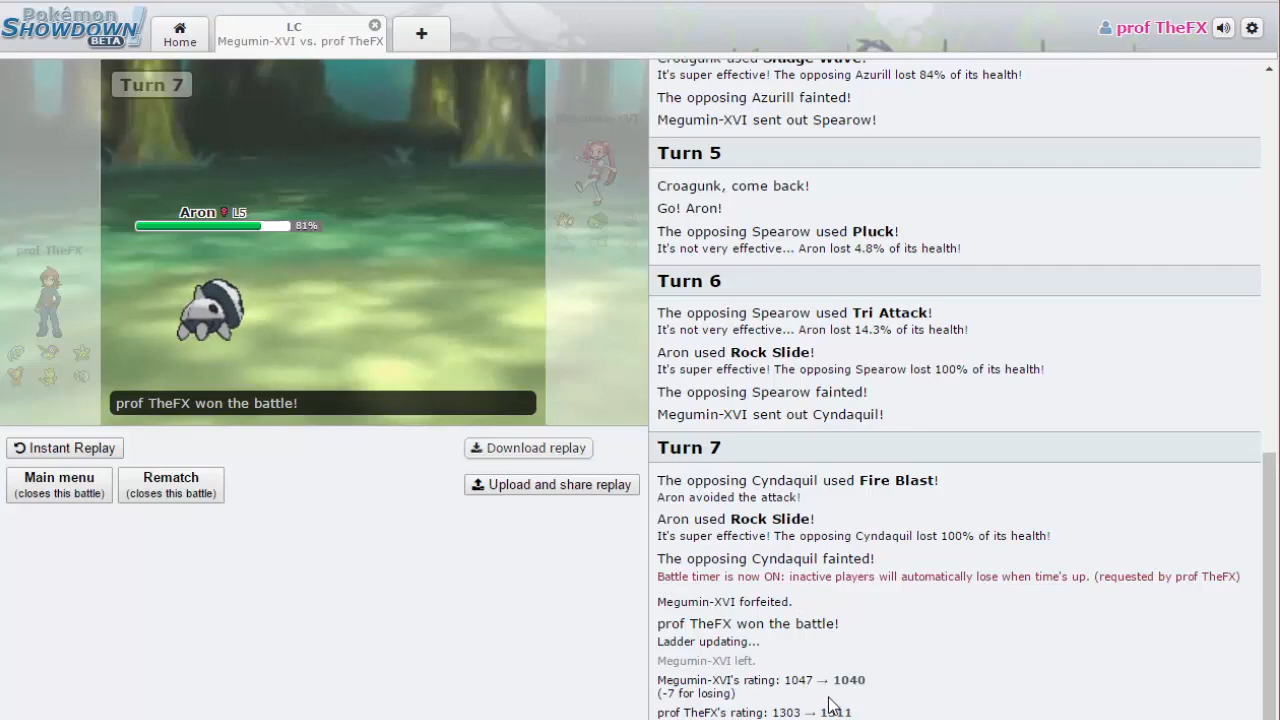 Pokémon
SHOWDOWN!
BETA
Home
LC
Megumin-XVI vs. prof TheFX
+
prof TheFX
Turn 7
Megumin-XVI
Aron L5
81%
prof TheFX
prof TheFX won the battle!
Instant Replay
Download replay
Main menu
(closes this battle)
Rematch
(closes this battle)
Upload and share replay
Croagunk used Sludge Wave!
It's super effective! The opposing Azurill lost 84% of its health!
The opposing Azurill fainted!
Megumin-XVI sent out Spearow!
Turn 5
Croagunk, come back!
Go! Aron!
The opposing Spearow used Pluck!
It's not very effective... Aron lost 4.8% of its health!
Turn 6
The opposing Spearow used Tri Attack!
It's not very effective... Aron lost 14.3% of its health!
Aron used Rock Slide!
It's super effective! The opposing Spearow lost 100% of its health!
The opposing Spearow fainted!
Megumin-XVI sent out Cyndaquil!
Turn 7
The opposing Cyndaquil used Fire Blast!
Aron avoided the attack!
Aron used Rock Slide!
It's super effective! The opposing Cyndaquil lost 100% of its health!
The opposing Cyndaquil fainted!
Battle timer is now ON: inactive players will automatically lose when time's up. (requested by prof TheFX)
Megumin-XVI forfeited.
prof TheFX won the battle!
Ladder updating...
Megumin-XVI left.
Megumin-XVI's rating: 1047 → 1040
(-7 for losing)
prof TheFX's rating: 1303 →